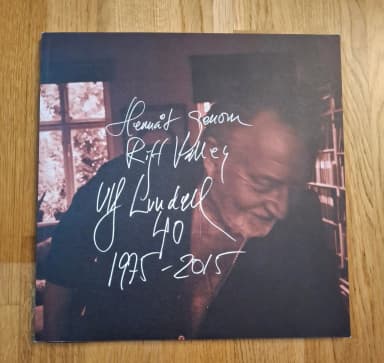 Hemåt genom
Rift Valley
Ulf Lundell
40
1975-2015